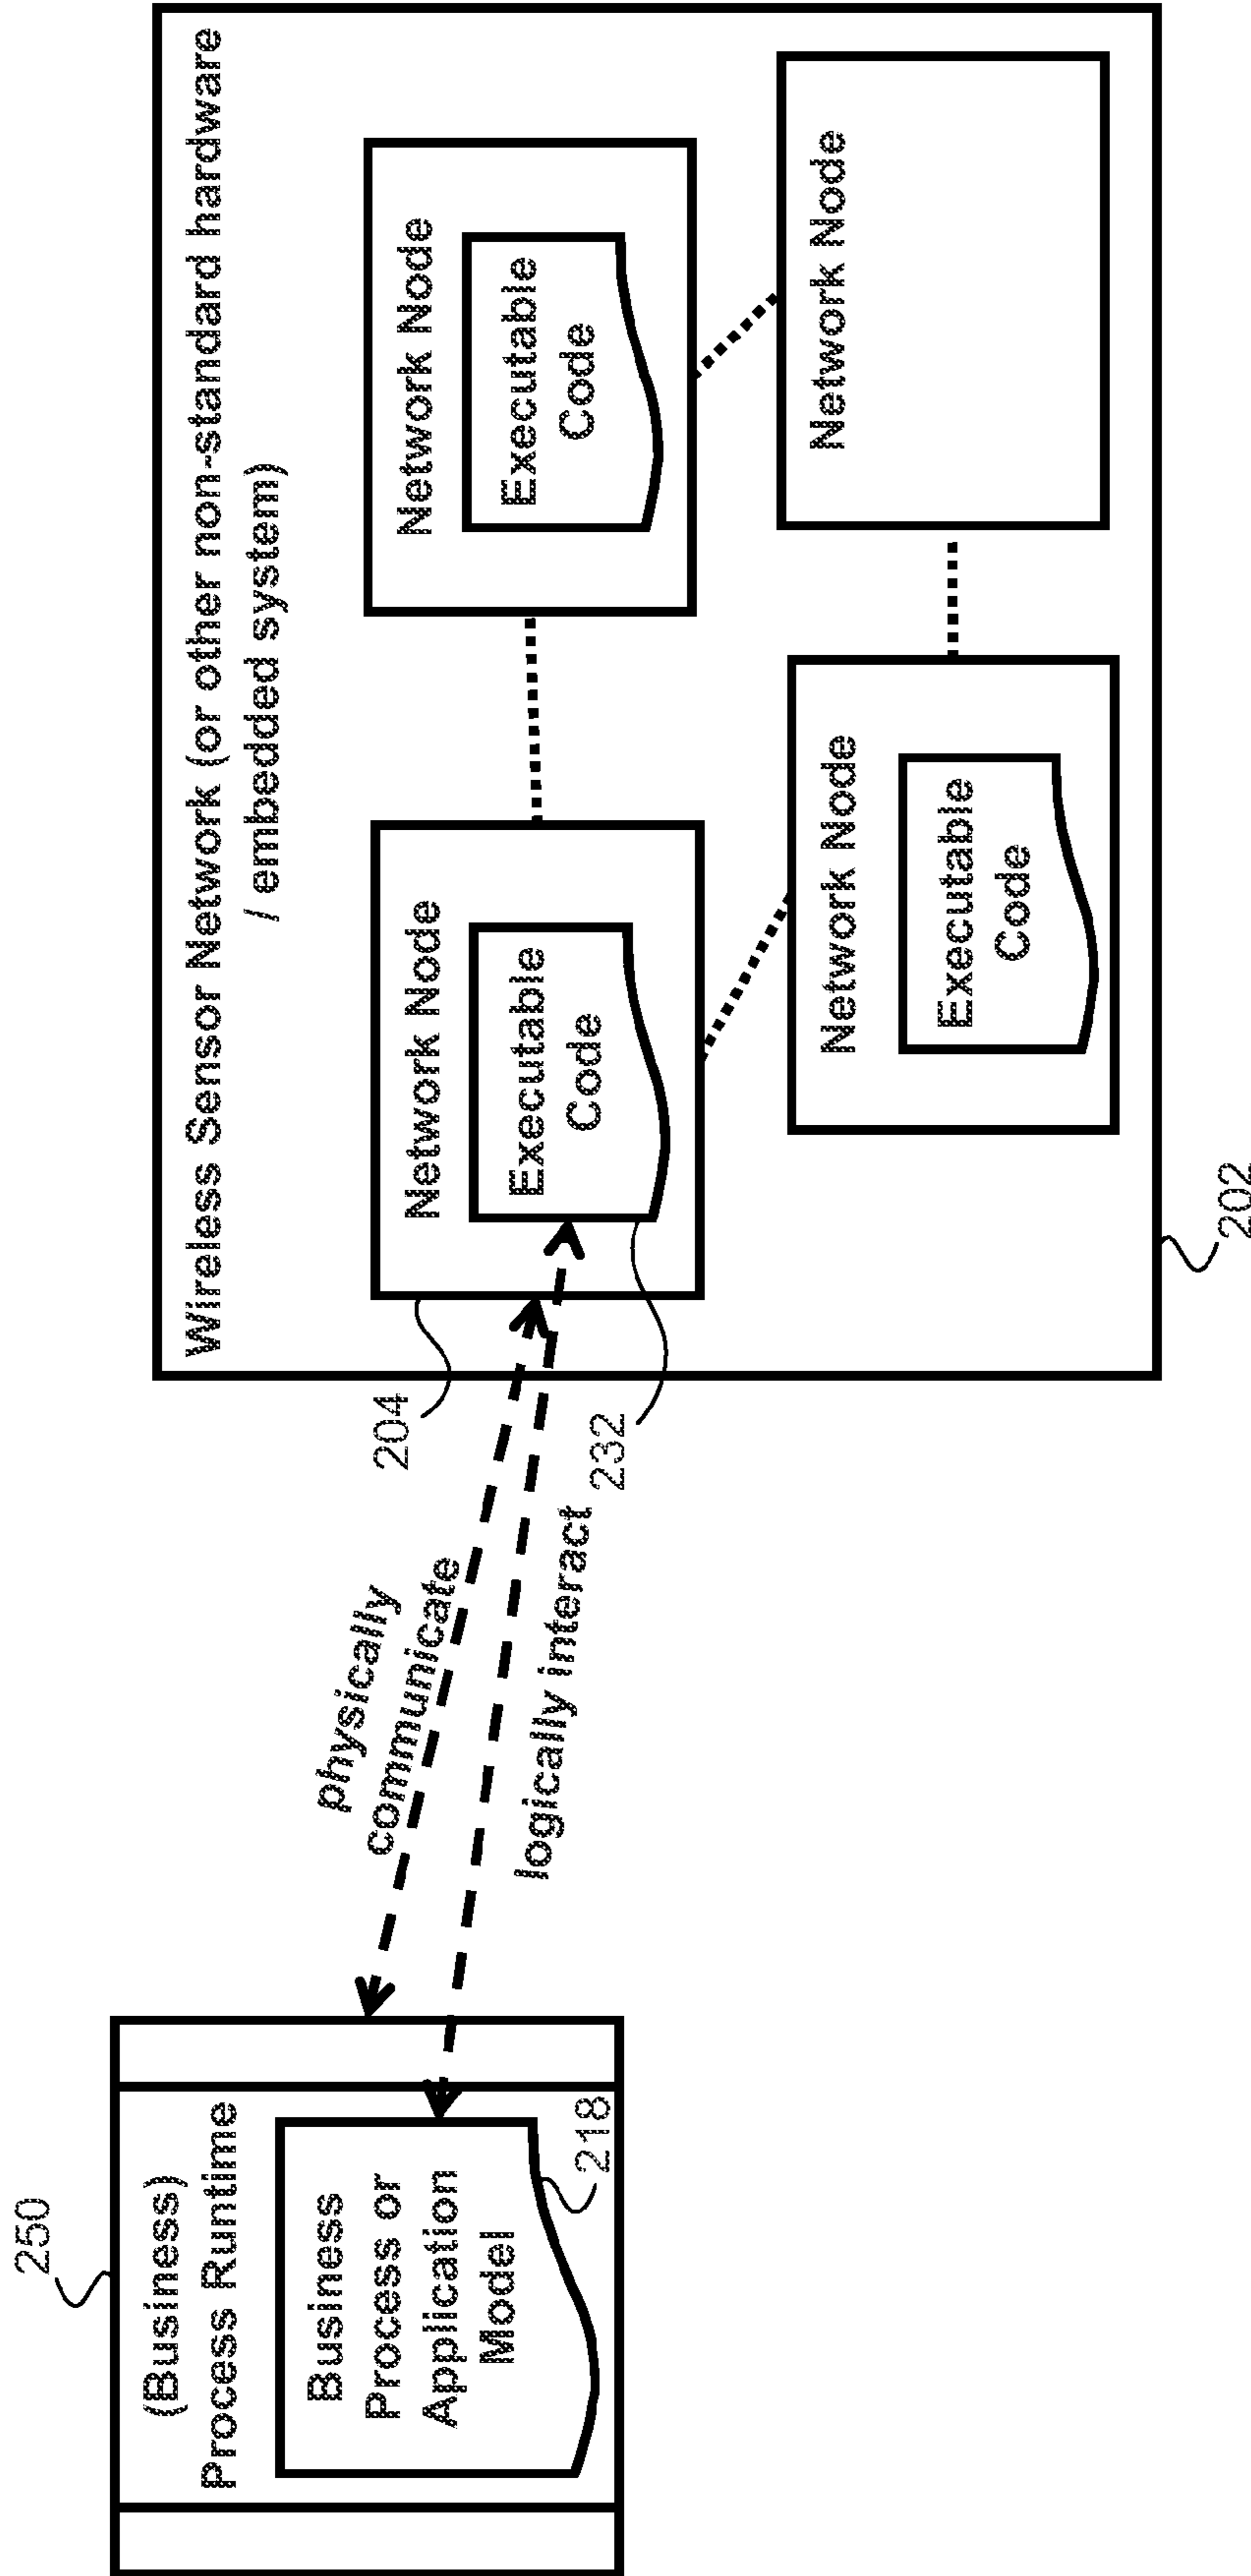 250
(Business)
Process Runtime
Business
Process or
Application
Model
218
physically
communicate
logically interact
204
232
Wireless Sensor Network (or other non-standard hardware
/ embedded system)
Network Node
Executable
Code
Network Node
Executable
Code
Network Node
Executable
Code
Network Node
202